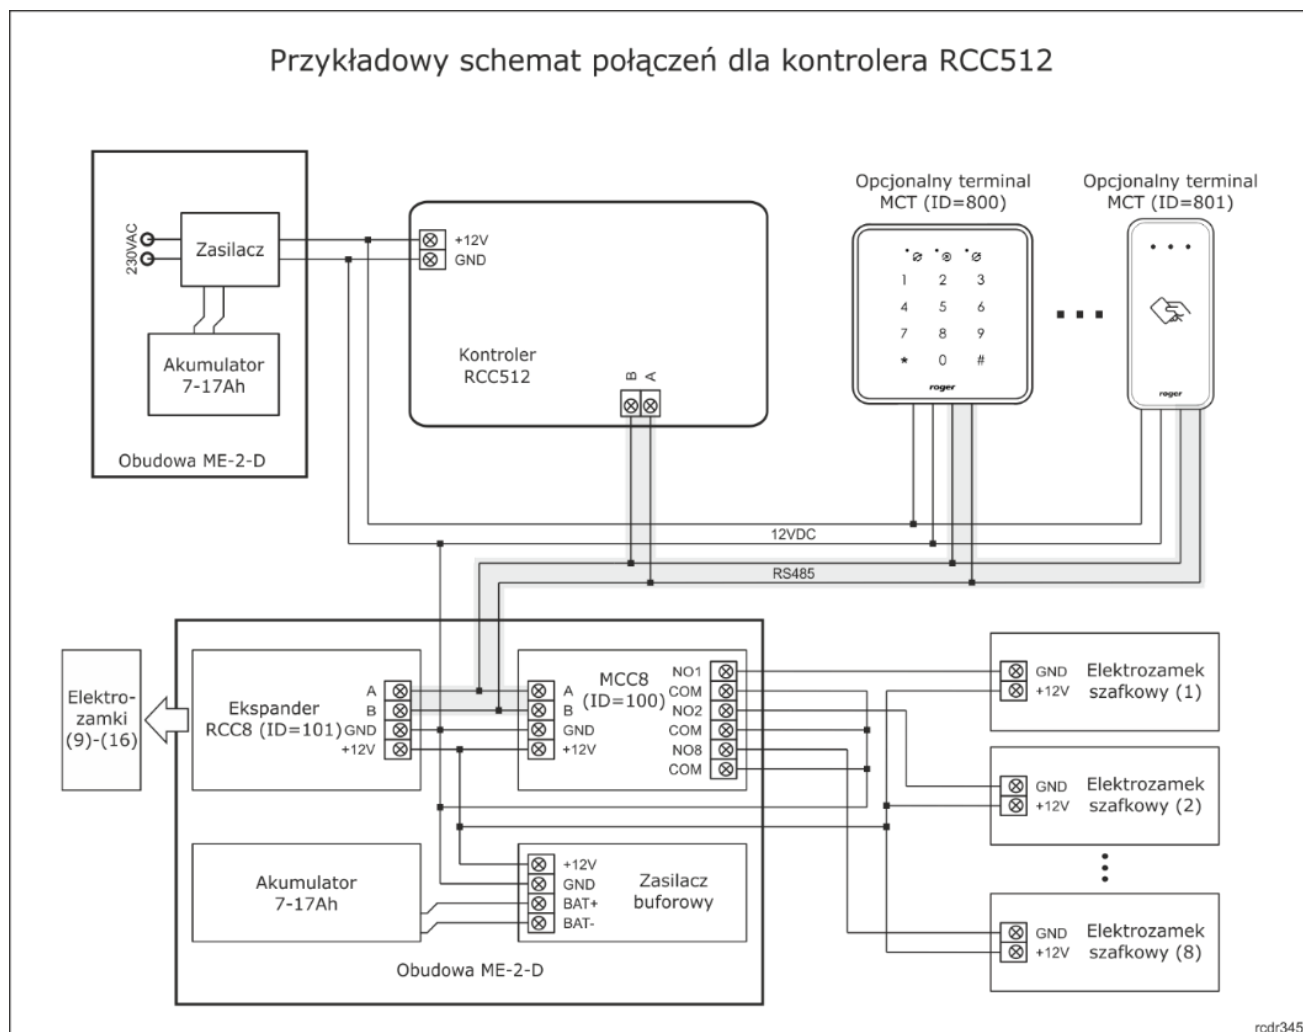 Przykładowy schemat połączeń dla kontrolera RCC512
230VAC
Zasilacz
Akumulator
7-17Ah
Obudowa ME-2-D
+12V
GND
Kontroler
RCC512
B
A
Opcjonalny terminal
MCT (ID=800)
1 2 3
4 5 6
7 8 9
* 0 #
roger
Opcjonalny terminal
MCT (ID=801)
roger
12VDC
RS485
Elektro-
zamki
(9)-(16)
Ekspander
RCC8 (ID=101)
A
B
GND
+12V
MCC8
(ID=100)
A
B
GND
+12V
NO1
COM
NO2
COM
NO8
COM
Akumulator
7-17Ah
+12V
GND
BAT+
BAT-
Zasilacz
buforowy
Obudowa ME-2-D
GND
+12V
Elektrozamek
szafkowy (1)
GND
+12V
Elektrozamek
szafkowy (2)
GND
+12V
Elektrozamek
szafkowy (8)
rcdr345